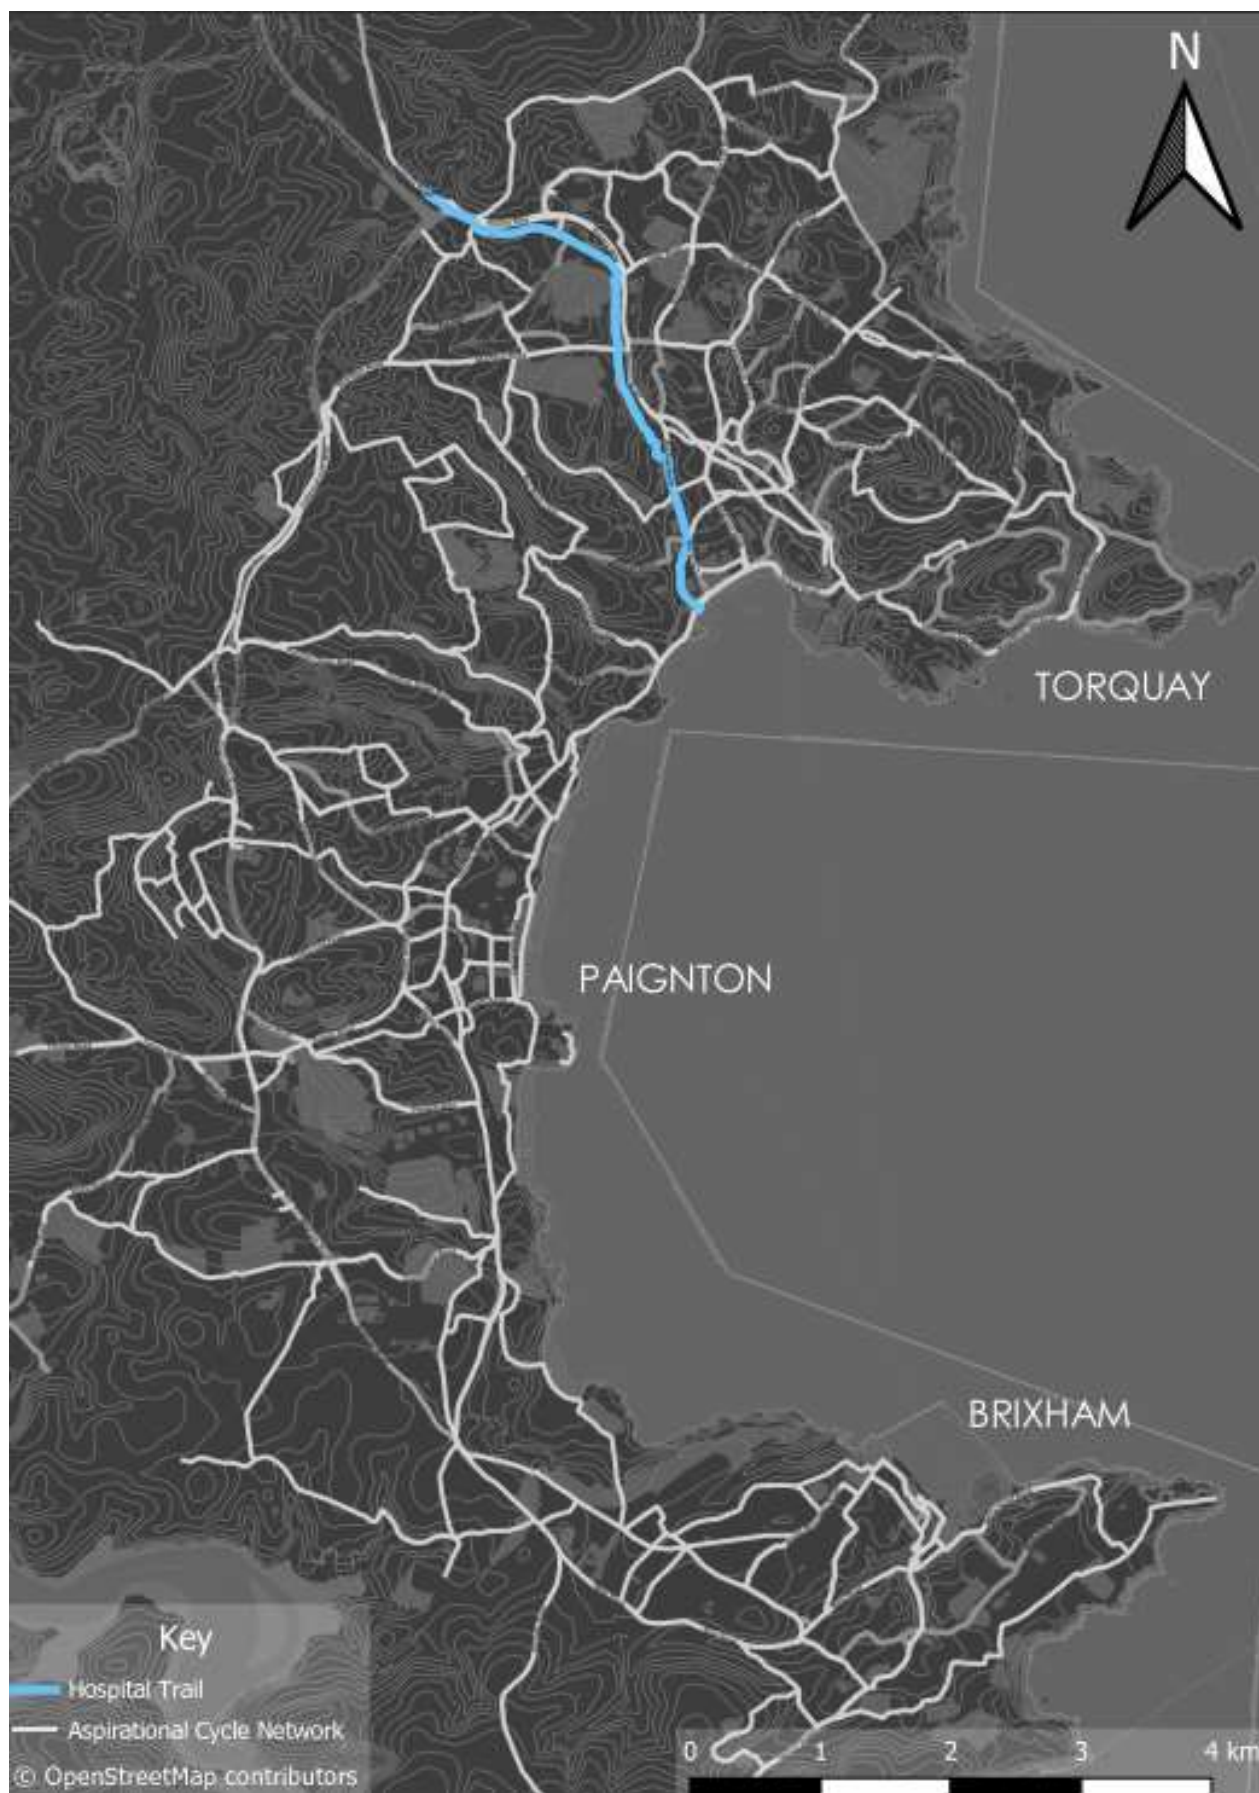 N
TORQUAY
PAIGNTON
BRIXHAM
Key
Hospital Trail
Aspirational Cycle Network
© OpenStreetMap contributors
0 1 2 3 4 km